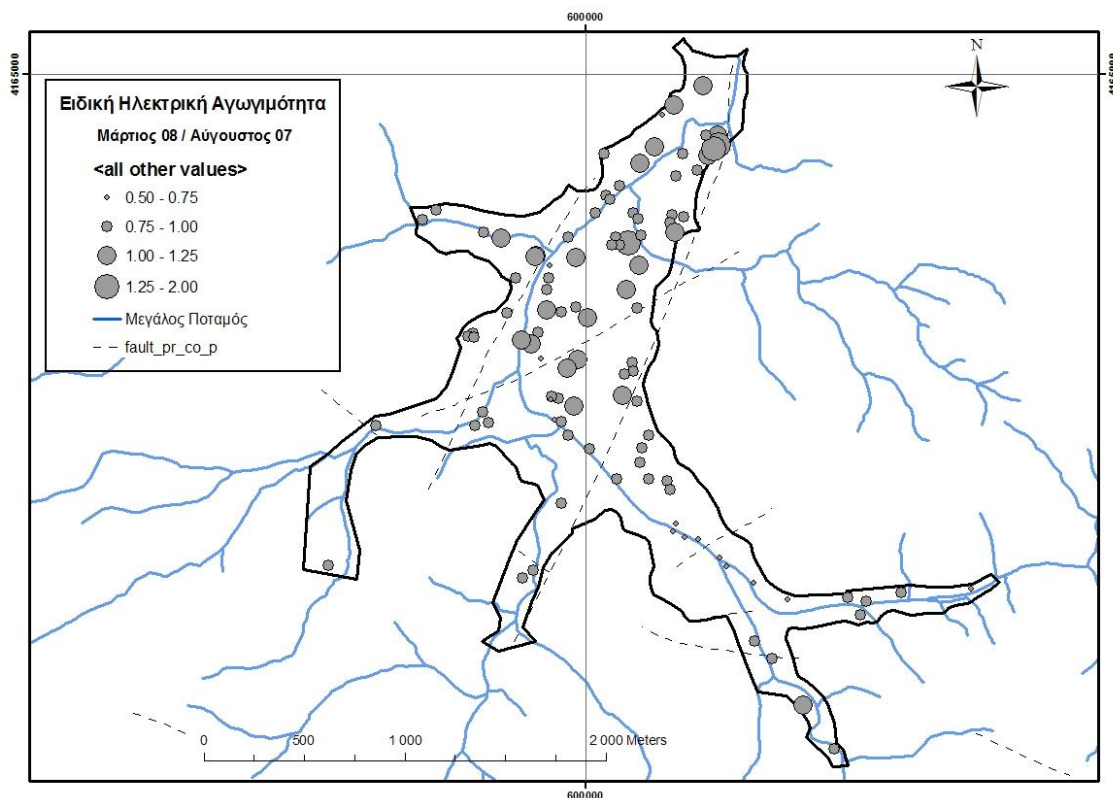 600000
4165000
4165000
N
Ειδική Ηλεκτρική Αγωγιμότητα
Μάρτιος 08 / Αύγουστος 07
<all other values>
0.50 - 0.75
0.75 - 1.00
1.00 - 1.25
1.25 - 2.00
Μεγάλος Ποταμός
fault_pr_co_p
0 500 1 000 2 000 Meters
600000